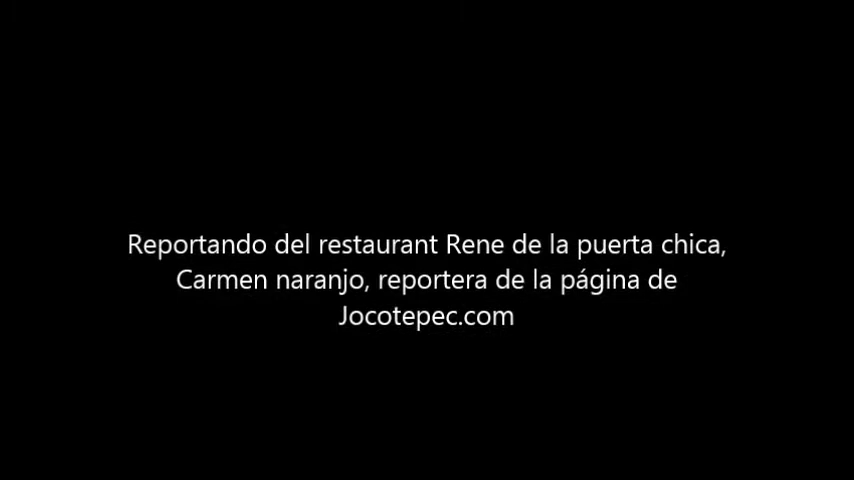 Reportando del restaurant Rene de la puerta chica,
Carmen naranjo, reportera de la página de
Jocotepec.com